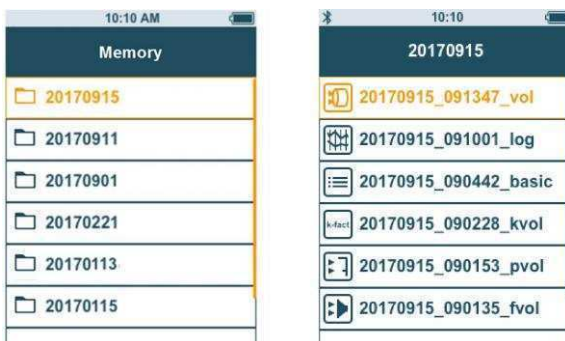 10:10 AM
Memory
20170915
20170911
20170901
20170221
20170113
20170115
10:10
20170915
20170915_091347_vol
20170915_091001_log
20170915_090442_basic
k-fact
20170915_090228_kvol
20170915_090153_pvol
20170915_090135_fvol